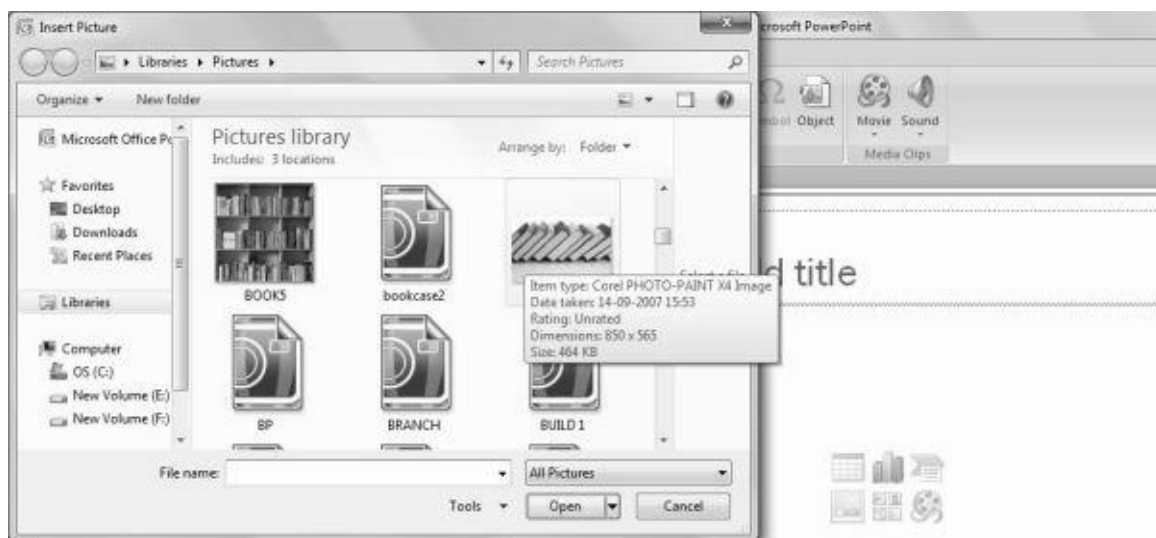 Insert Picture
crosoft PowerPoint
Libraries Pictures
Search Pictures
Organize New folder
Object Movie Sound
Media Clips
Microsoft Office Po
Pictures library
Includes: 3 locations
Arrange by: Folder
Favorites
Desktop
Downloads
Recent Places
Libraries
Computer
OS (C:)
New Volume (E:)
New Volume (F:)
BOOK5
bookcase2
BP
BRANCH
BUILD 1
d title
Item type: Corel PHOTO-PAINT X4 Image
Date taken: 14-09-2007 15:53
Rating: Unrated
Dimensions: 850 x 565
Size: 464 KB
File name:
All Pictures
Tools Open Cancel